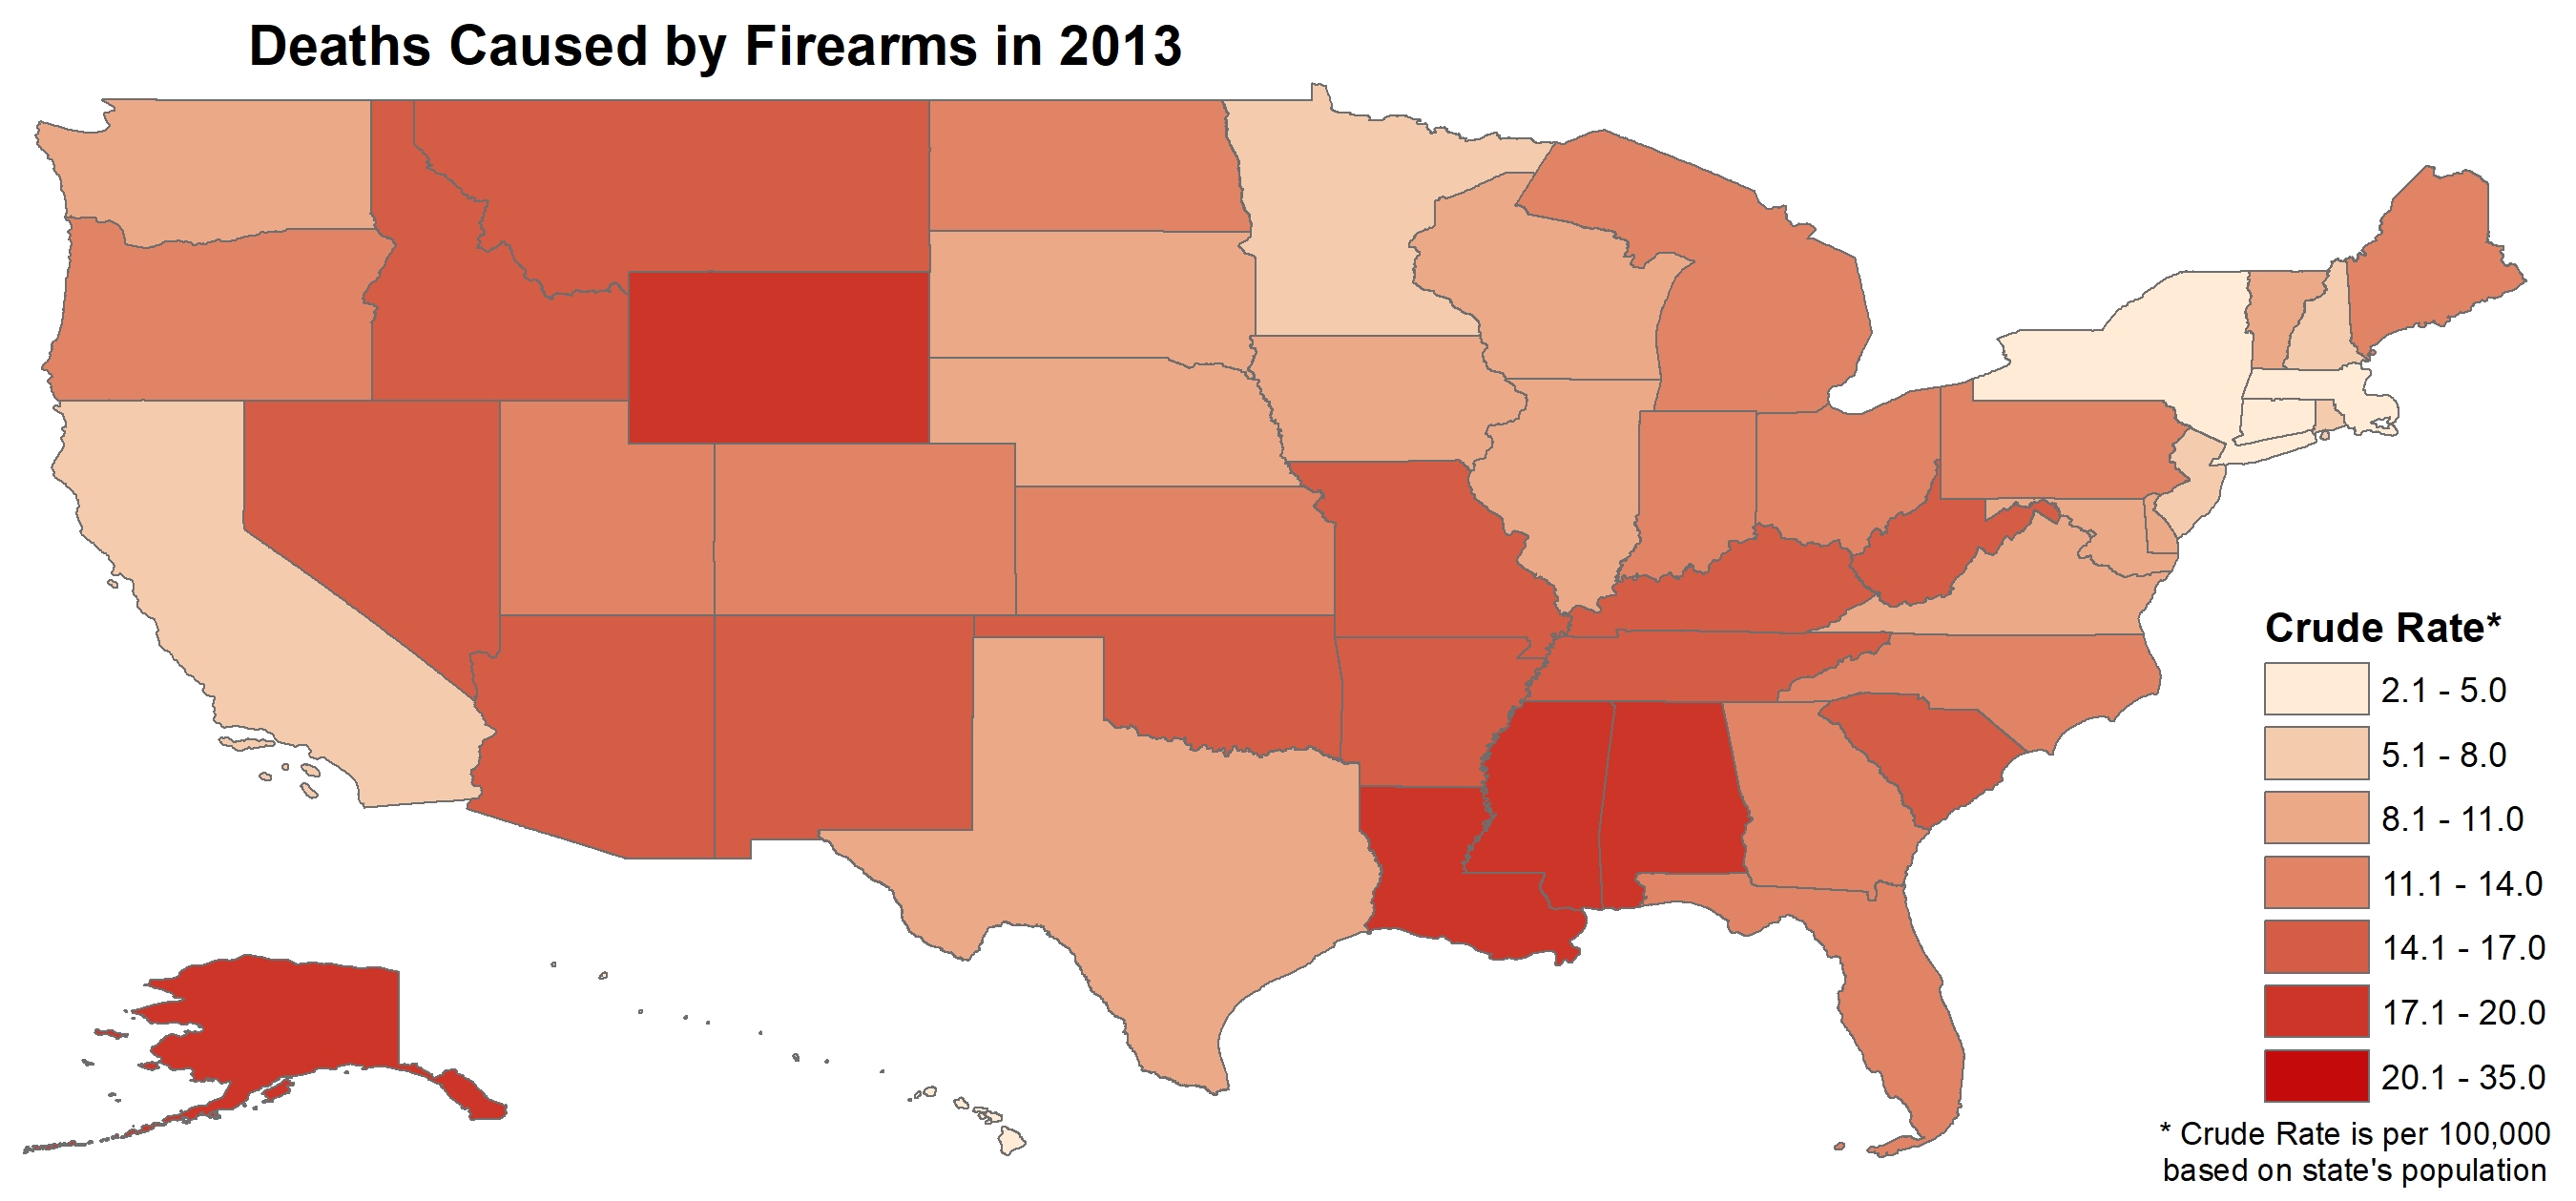 Deaths Caused by Firearms in 2013
Crude Rate*
2.1 - 5.0
5.1 - 8.0
8.1 - 11.0
11.1 - 14.0
14.1 - 17.0
17.1 - 20.0
20.1 - 35.0
* Crude Rate is per 100,000
based on state's population